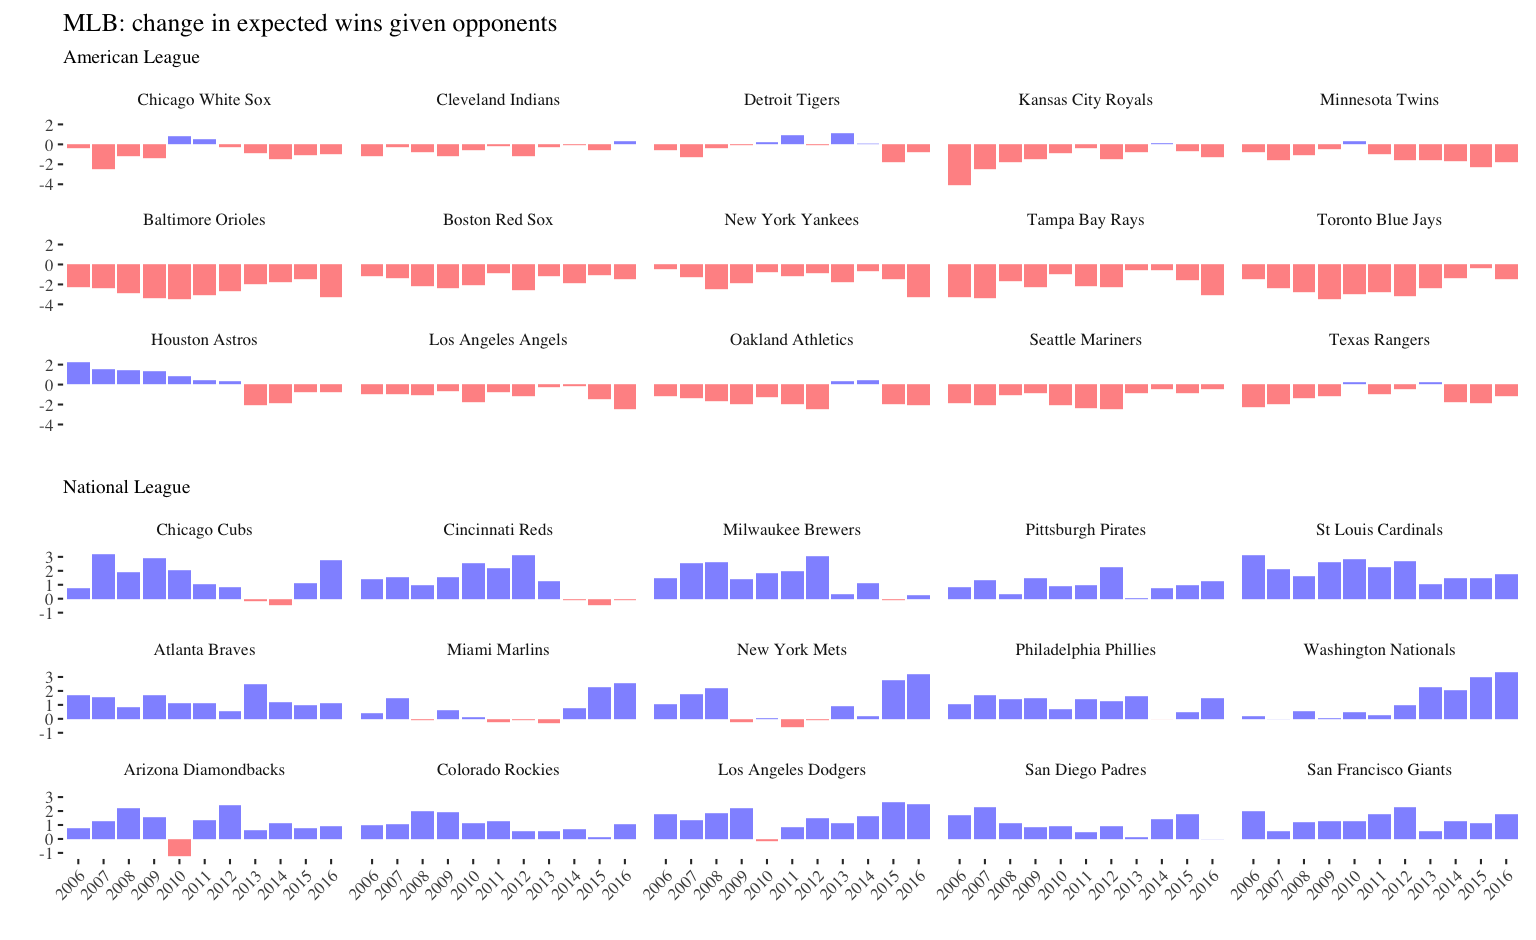 MLB: change in expected wins given opponents
American League
Chicago White Sox Cleveland Indians Detroit Tigers Kansas City Royals Minnesota Twins
2
0
-2
-4
Baltimore Orioles Boston Red Sox New York Yankees Tampa Bay Rays Toronto Blue Jays
2
0
-2
-4
Houston Astros Los Angeles Angels Oakland Athletics Seattle Mariners Texas Rangers
2
0
-2
-4
National League
Chicago Cubs Cincinnati Reds Milwaukee Brewers Pittsburgh Pirates St Louis Cardinals
3
2
1
0
-1
Atlanta Braves Miami Marlins New York Mets Philadelphia Phillies Washington Nationals
3
2
1
0
-1
Arizona Diamondbacks Colorado Rockies Los Angeles Dodgers San Diego Padres San Francisco Giants
3
2
1
0
-1
2006 2007 2008 2009 2010 2011 2012 2013 2014 2015 2016 2006 2007 2008 2009 2010 2011 2012 2013 2014 2015 2016 2006 2007 2008 2009 2010 2011 2012 2013 2014 2015 2016 2006 2007 2008 2009 2010 2011 2012 2013 2014 2015 2016 2006 2007 2008 2009 2010 2011 2012 2013 2014 2015 2016